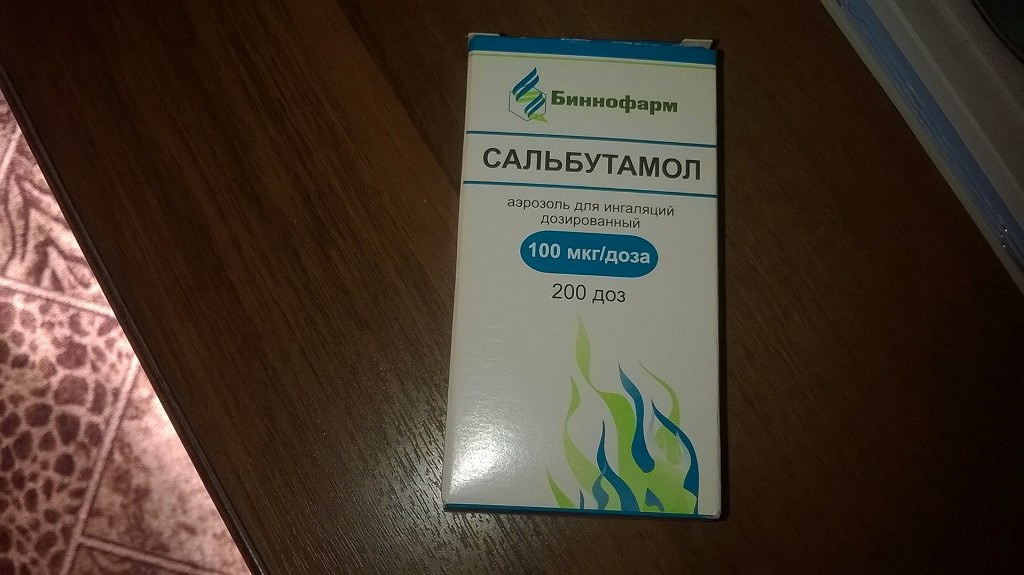 Биннофарм
САЛЬБУТАМОЛ
аэрозоль для ингаляций
дозированный
100 мкг/доза
200 доз